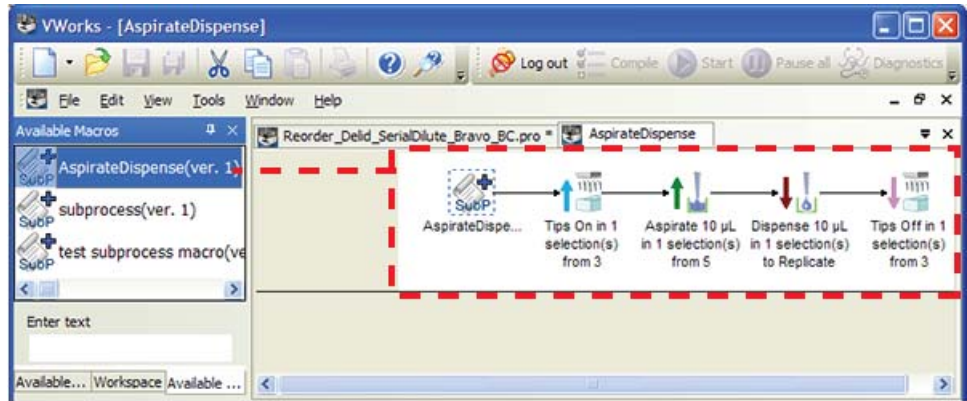 VWorks - [AspirateDispense]
Log out Compile Start Pause all Diagnostics
File Edit View Tools Window Help
Available Macros
Reorder_Delid_SerialDilute_Bravo_BC.pro * AspirateDispense
SubP AspirateDispense(ver. 1)
SubP subprocess(ver. 1)
SubP test subprocess macro(ve
SubP
AspirateDispe...
Tips On in 1
selection(s)
from 3
Aspirate 10 µL
in 1 selection(s)
from 5
Dispense 10 µL
in 1 selection(s)
to Replicate
Tips Off in 1
selection(s)
from 3
Enter text
Available... Workspace Available ...